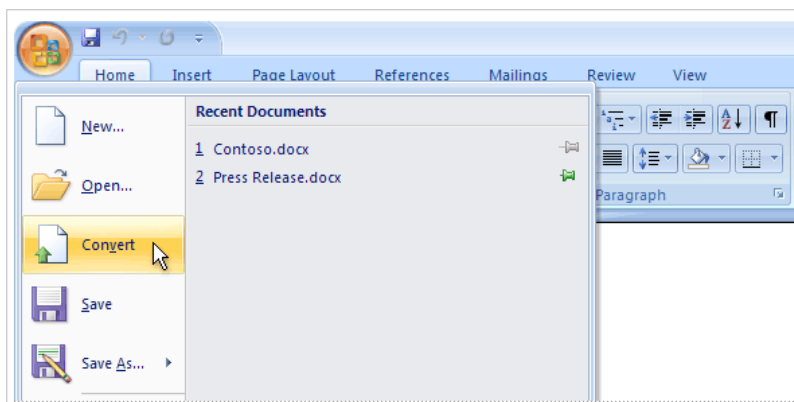 Home Insert Page Layout References Mailings Review View
Recent Documents
New...
1 Contoso.docx
2 Press Release.docx
Open...
Convert
Save
Save As...
Paragraph